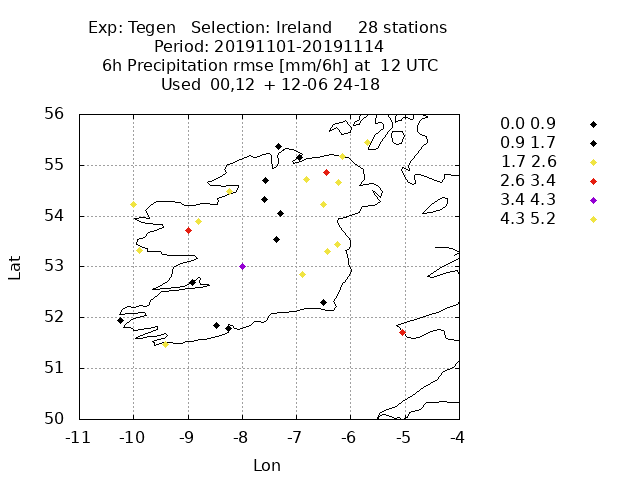 Exp: Tegen   Selection: Ireland     28 stations
Period: 20191101-20191114
6h Precipitation rmse [mm/6h] at  12 UTC
Used  00,12  + 12-06 24-18
0.0 0.9
0.9 1.7
1.7 2.6
2.6 3.4
3.4 4.3
4.3 5.2
56
55
54
53
52
51
50
Lat
-11 -10 -9 -8 -7 -6 -5 -4
Lon